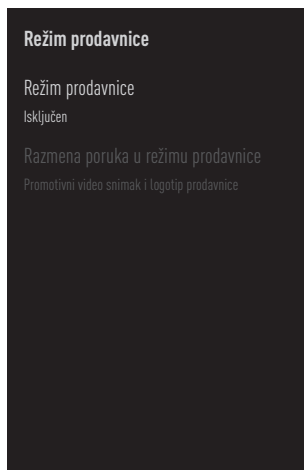 Režim prodavnice
Režim prodavnice
Isključen
Razmena poruka u režimu prodavnice
Promotivni video snimak i logotip prodavnice